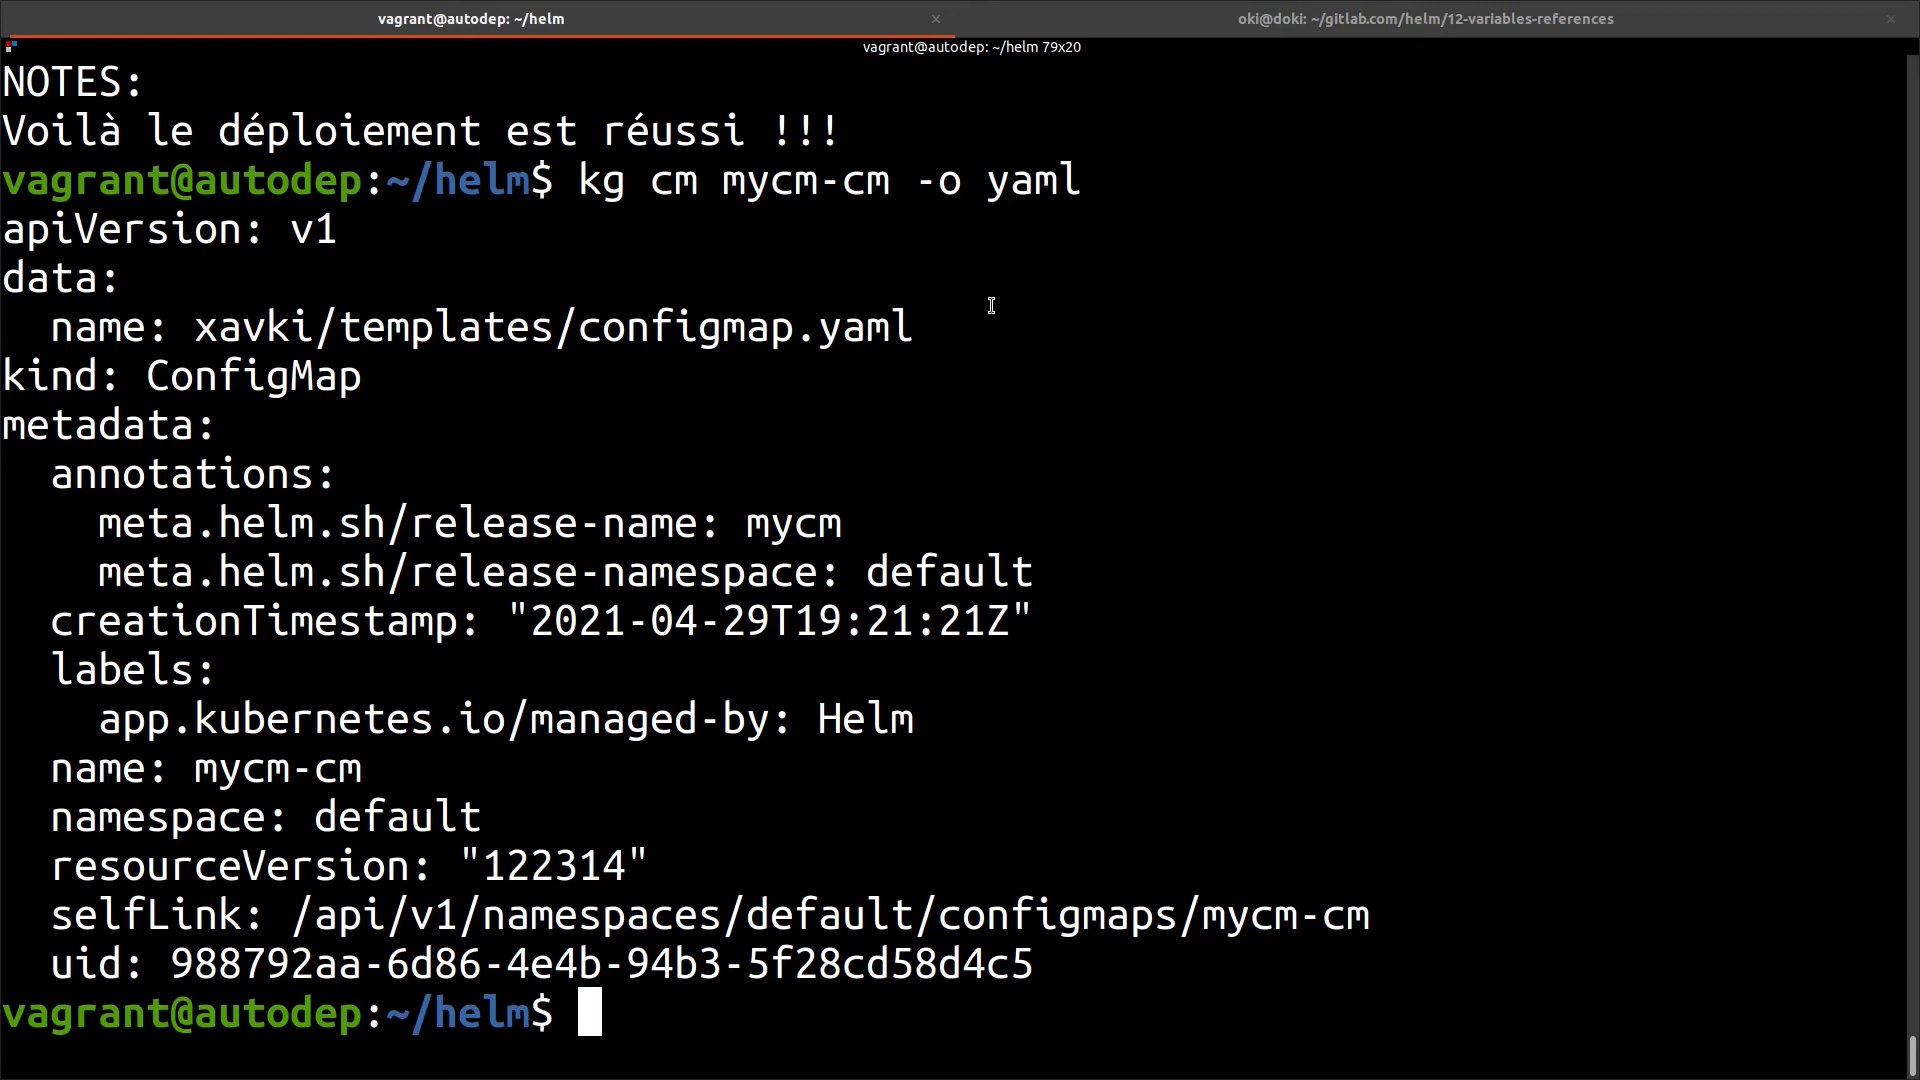 vagrant@autodep: ~/helm
oki@doki: ~/gitlab.com/helm/12-variables-references
vagrant@autodep: ~/helm 79x20
NOTES:
Voilà le déploiement est réussi !!!
vagrant@autodep:~/helm$ kg cm mycm-cm -o yaml
apiVersion: v1
data:
  name: xavki/templates/configmap.yaml
kind: ConfigMap
metadata:
  annotations:
    meta.helm.sh/release-name: mycm
    meta.helm.sh/release-namespace: default
  creationTimestamp: "2021-04-29T19:21:21Z"
  labels:
    app.kubernetes.io/managed-by: Helm
  name: mycm-cm
  namespace: default
  resourceVersion: "122314"
  selfLink: /api/v1/namespaces/default/configmaps/mycm-cm
  uid: 988792aa-6d86-4e4b-94b3-5f28cd58d4c5
vagrant@autodep:~/helm$